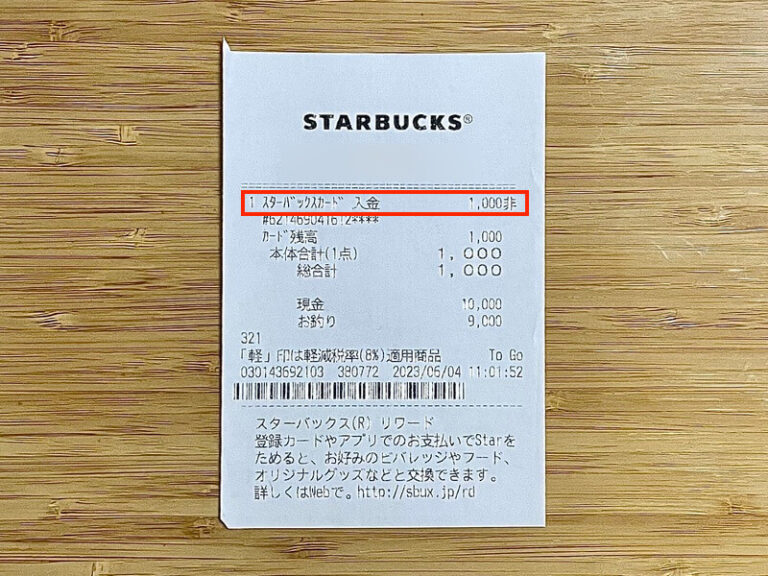 STARBUCKS®
1 ｽﾀｰﾊﾞｯｸｽｶｰﾄﾞ 入金 1,000非
#621469041612****
ｶｰﾄﾞ残高 1,000
本体合計(1点) 1,000
総合計 1,000
現金 10,000
お釣り 9,000
321
「軽」印は軽減税率(8%)適用商品 To Go
030143692103 380772 2023/06/04 11:01:52
スターバックス(R) リワード
登録カードやアプリでのお支払いでStarを
ためると、お好みのビバレッジやフード、
オリジナルグッズなどと交換できます。
詳しくはWebで。http://sbux.jp/rd